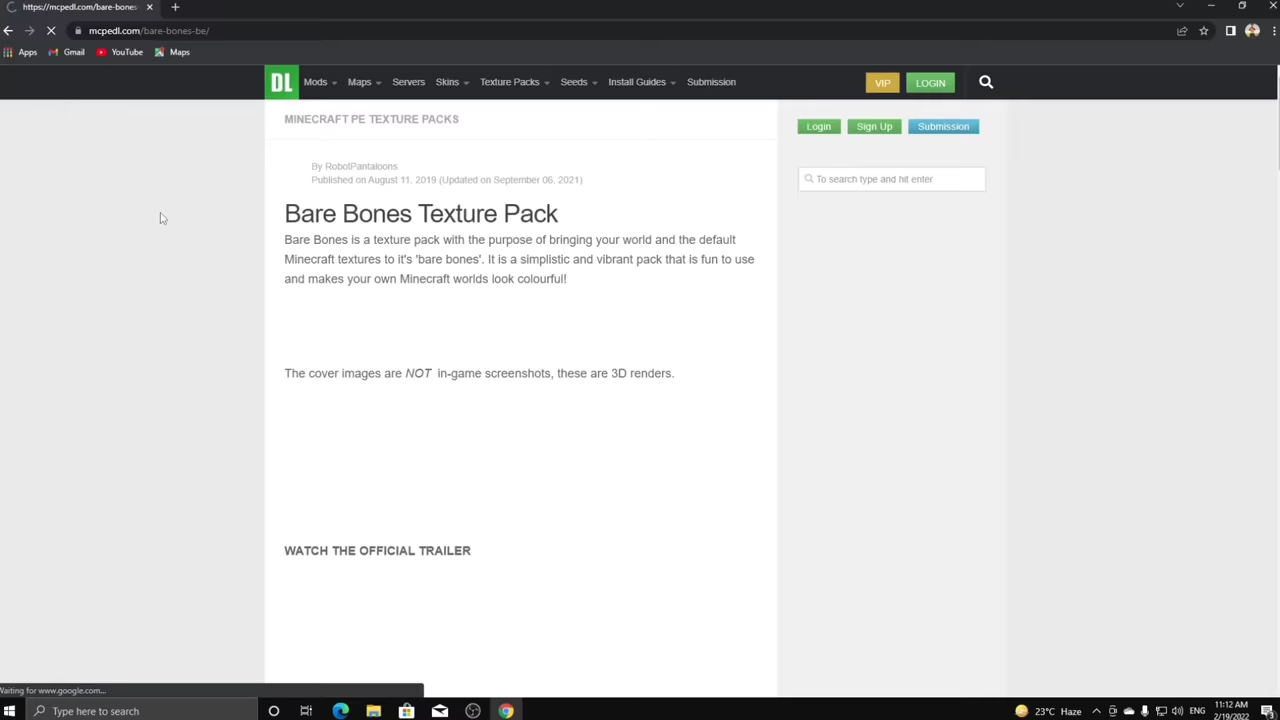 https://mcpedl.com/bare-bones-
mcpedl.com/bare-bones-be/
Apps Gmail YouTube Maps
DL Mods Maps Servers Skins Texture Packs Seeds Install Guides Submission VIP LOGIN
MINECRAFT PE TEXTURE PACKS
Login Sign Up Submission
By RobotPantaloons
Published on August 11, 2019 (Updated on September 06, 2021)
To search type and hit enter
Bare Bones Texture Pack
Bare Bones is a texture pack with the purpose of bringing your world and the default
Minecraft textures to it's 'bare bones'. It is a simplistic and vibrant pack that is fun to use
and makes your own Minecraft worlds look colourful!
The cover images are NOT in-game screenshots, these are 3D renders.
WATCH THE OFFICIAL TRAILER
Waiting for www.google.com...
Type here to search
23°C Haze ENG
11:12 AM
2/19/2022